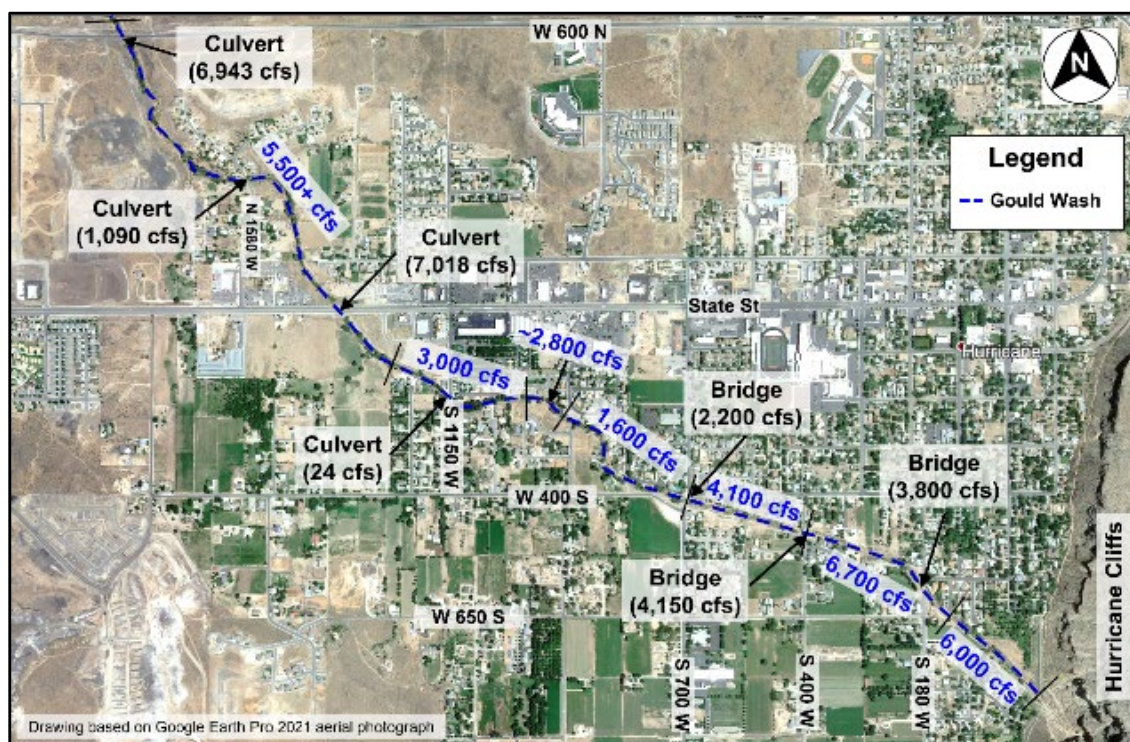 W 600 N
Culvert
(6,943 cfs)
N
Legend
Gould Wash
5,500+ cfs
Culvert
(1,090 cfs)
N 1580 W
Culvert
(7,018 cfs)
State St
~2,800 cfs
3,000 cfs
Hurricane
Bridge
(2,200 cfs)
1,600 cfs
S 1150 W
Culvert
(24 cfs)
Bridge
(3,800 cfs)
W 400 S
4,100 cfs
Bridge
(4,150 cfs)
6,700 cfs
W 650 S
6,000 cfs
S 700 W
S 400 W
S 180 W
Hurricane Cliffs
Drawing based on Google Earth Pro 2021 aerial photograph